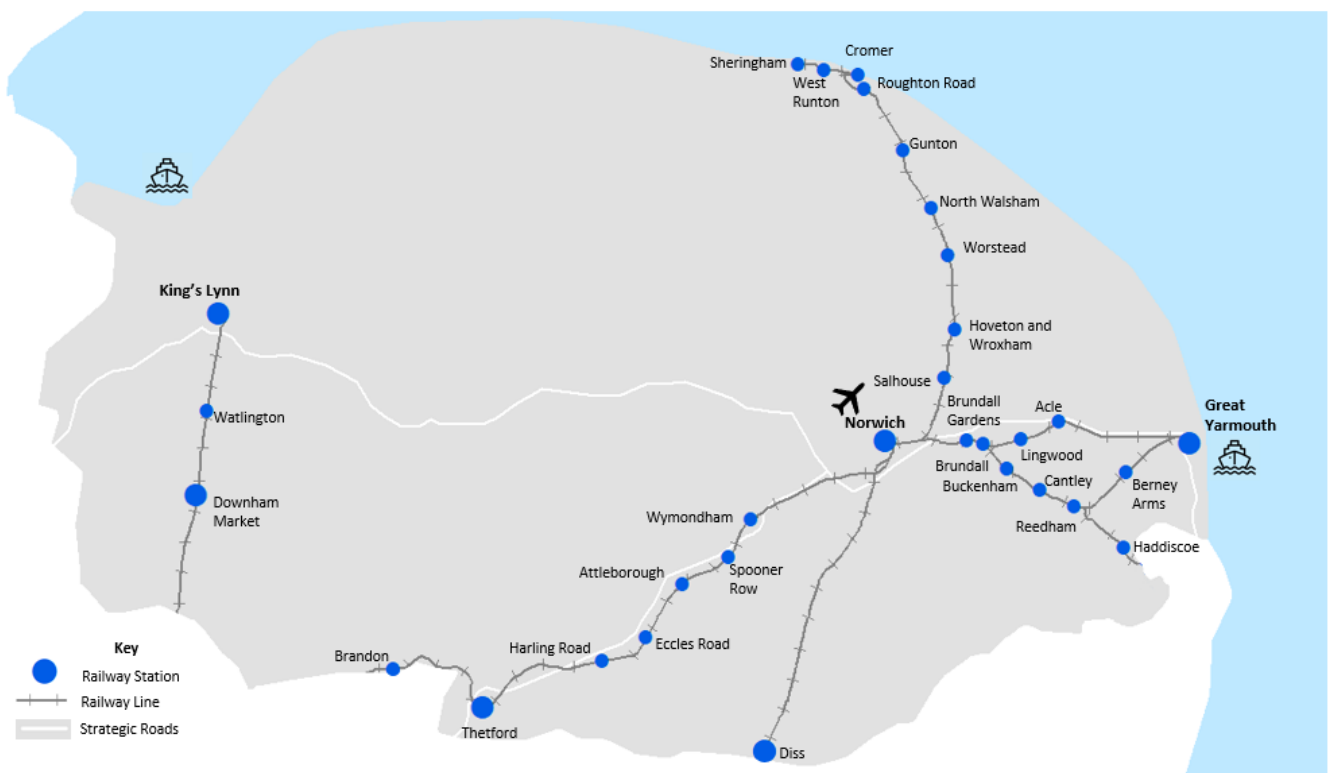 Cromer
Sheringham
West
Runton
Roughton Road
Gunton
North Walsham
Worstead
King's Lynn
Hoveton and
Wroxham
Salhouse
Brundall
Gardens
Acle
Great
Yarmouth
Watlington
Norwich
Lingwood
Brundall
Buckenham
Cantley
Berney
Arms
Downham
Market
Wymondham
Reedham
Haddiscoe
Attleborough
Spooner
Row
Eccles Road
Harling Road
Brandon
Thetford
Diss
Key
Railway Station
Railway Line
Strategic Roads